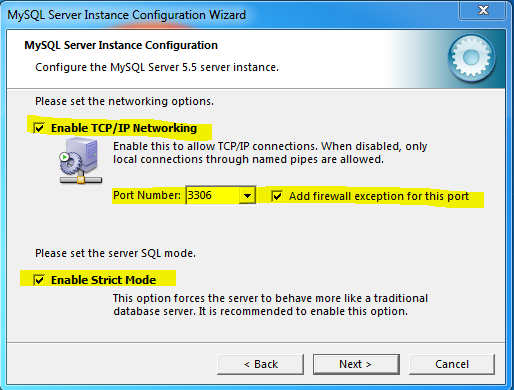 MySQL Server Instance Configuration Wizard
MySQL Server Instance Configuration
Configure the MySQL Server 5.5 server instance.
Please set the networking options.
Enable TCP/IP Networking
Enable this to allow TCP/IP connections. When disabled, only
local connections through named pipes are allowed.
Port Number: 3306 Add firewall exception for this port
Please set the server SQL mode.
Enable Strict Mode
This option forces the server to behave more like a traditional
database server. It is recommended to enable this option.
< Back Next > Cancel